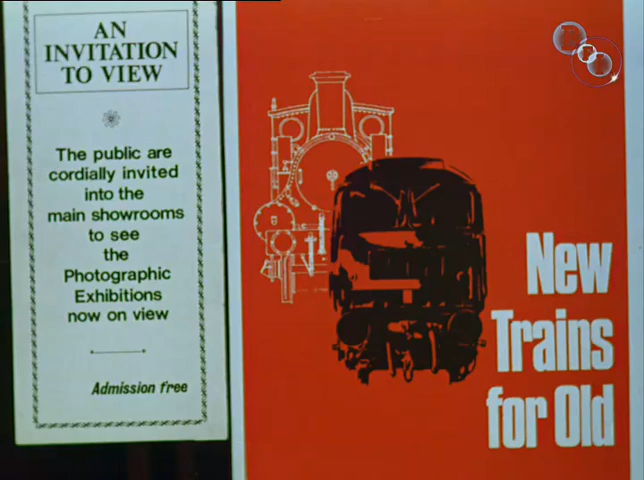 AN
INVITATION
TO VIEW
The public are
cordially invited
into the
main showrooms
to see
the
Photographic
Exhibitions
now on view
Admission free
New
Trains
for Old